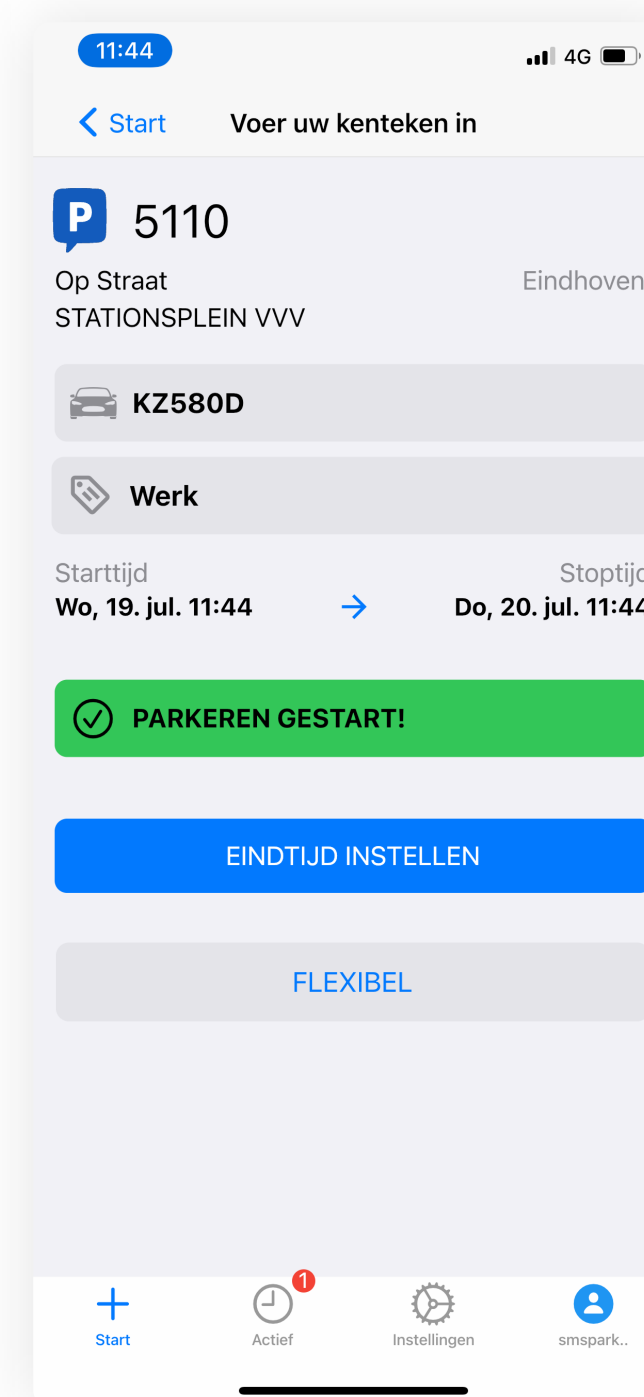 11:44
4G
Start
Voer uw kenteken in
P
5110
Op Straat
Eindhoven
STATIONSPLEIN VVV
KZ580D
Werk
Starttijd
Stoptijd
Wo, 19. jul. 11:44
Do, 20. jul. 11:44
PARKEREN GESTART!
EINDTIJD INSTELLEN
FLEXIBEL
1
Start
Actief
Instellingen
smspark..